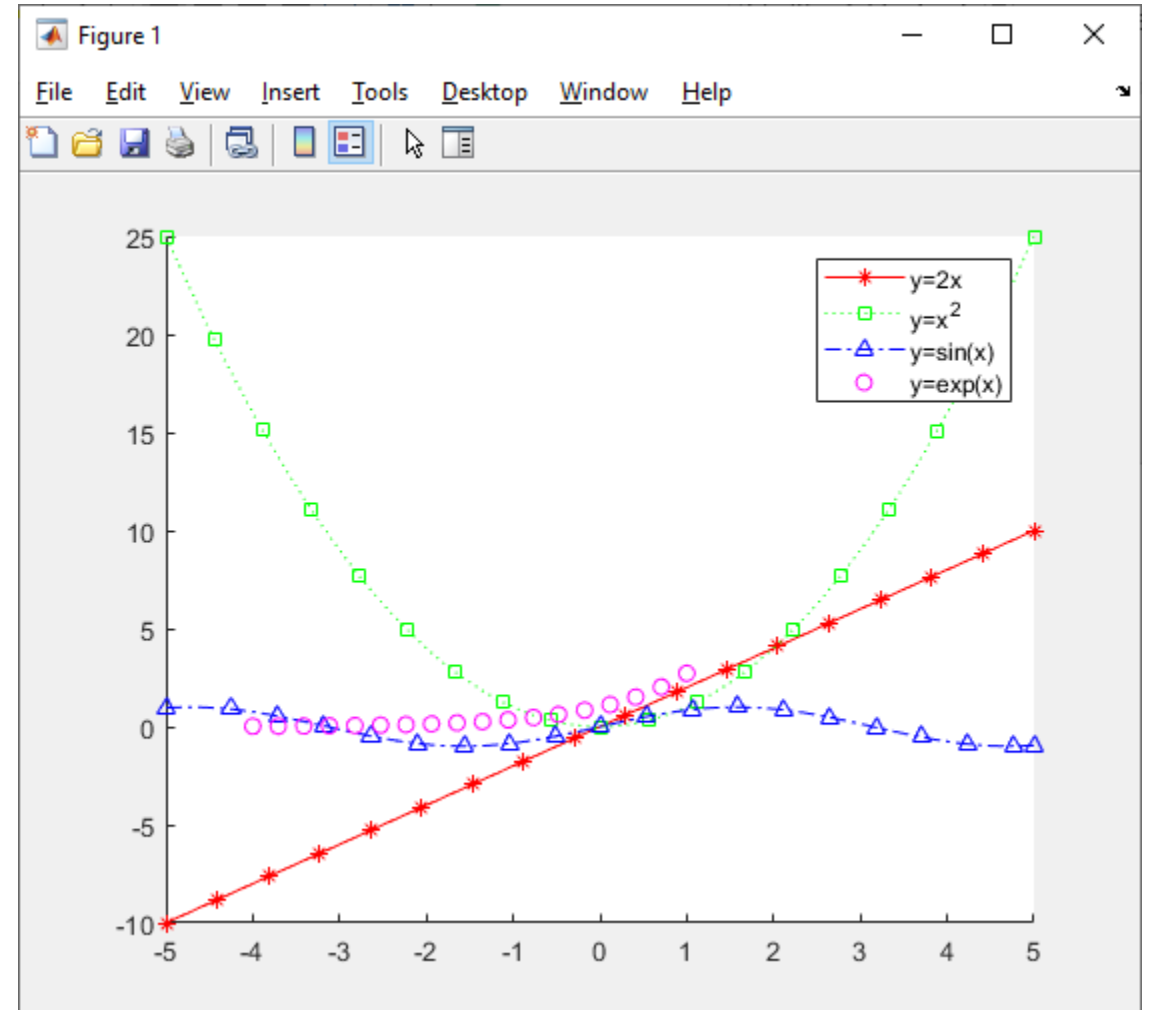 Figure 1
File Edit View Insert Tools Desktop Window Help
25
20
15
10
5
0
-5
-10
-5 -4 -3 -2 -1 0 1 2 3 4 5
y=2x
y=x²
y=sin(x)
y=exp(x)